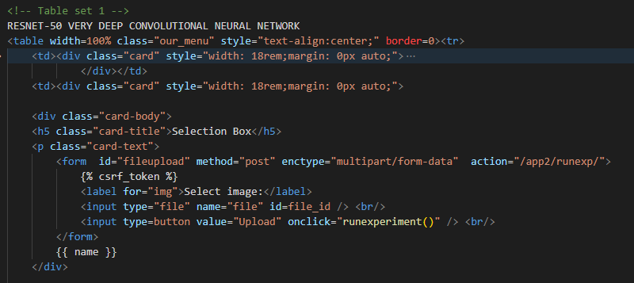 <!-- Table set 1 -->
RESNET-50 VERY DEEP CONVOLUTIONAL NEURAL NETWORK
<table width=100% class="our_menu" style="text-align:center;" border=0><tr>
<td><div class="card" style="width: 18rem;margin: 0px auto;">…
</div></td>
<td><div class="card" style="width: 18rem;margin: 0px auto;">
<div class="card-body">
<h5 class="card-title">Selection Box</h5>
<p class="card-text">
<form  id="fileupload" method="post" enctype="multipart/form-data"  action="/app2/runexp/">
{% csrf_token %}
<label for="img">Select image:</label>
<input type="file" name="file" id=file_id /> <br/>
<input type=button value="Upload" onclick="runexperiment()" /> <br/>
</form>
{{ name }}
</div>